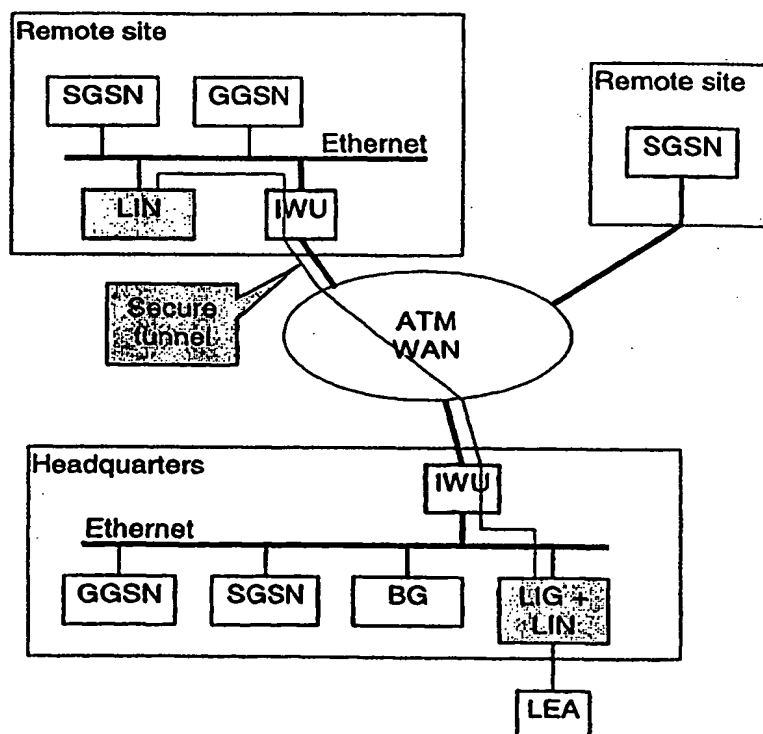 Remote site
SGSN
GGSN
Ethernet
LIN
IWU
Remote site
SGSN
Secure
tunnel
ATM
WAN
Headquarters
IWU
Ethernet
GGSN
SGSN
BG
LIG +
LIN
LEA